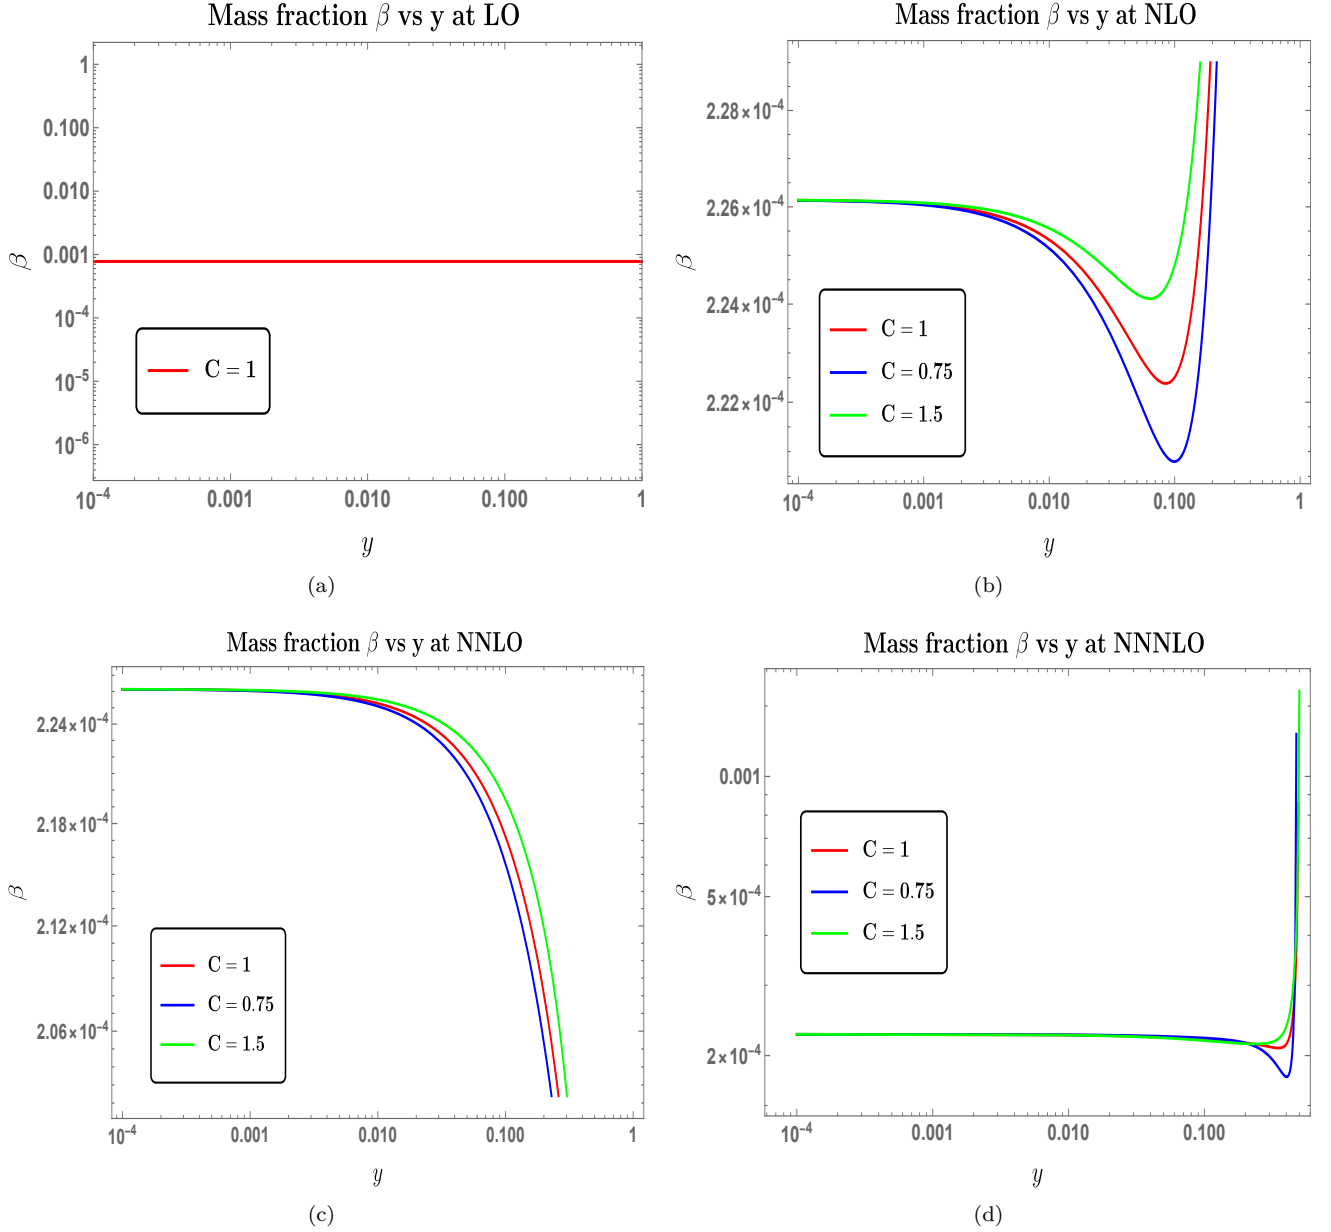 Mass fraction β vs y at LO
1
0.100
0.010
0.001
10⁻⁴
10⁻⁵
10⁻⁶
β
C = 1
10⁻⁴ 0.001 0.010 0.100 1
y
(a)
Mass fraction β vs y at NLO
2.28×10⁻⁴
2.26×10⁻⁴
2.24×10⁻⁴
2.22×10⁻⁴
β
C = 1
C = 0.75
C = 1.5
10⁻⁴ 0.001 0.010 0.100 1
y
(b)
Mass fraction β vs y at NNLO
2.24×10⁻⁴
2.18×10⁻⁴
2.12×10⁻⁴
2.06×10⁻⁴
β
C = 1
C = 0.75
C = 1.5
10⁻⁴ 0.001 0.010 0.100 1
y
(c)
Mass fraction β vs y at NNNLO
0.001
5×10⁻⁴
2×10⁻⁴
β
C = 1
C = 0.75
C = 1.5
10⁻⁴ 0.001 0.010 0.100
y
(d)